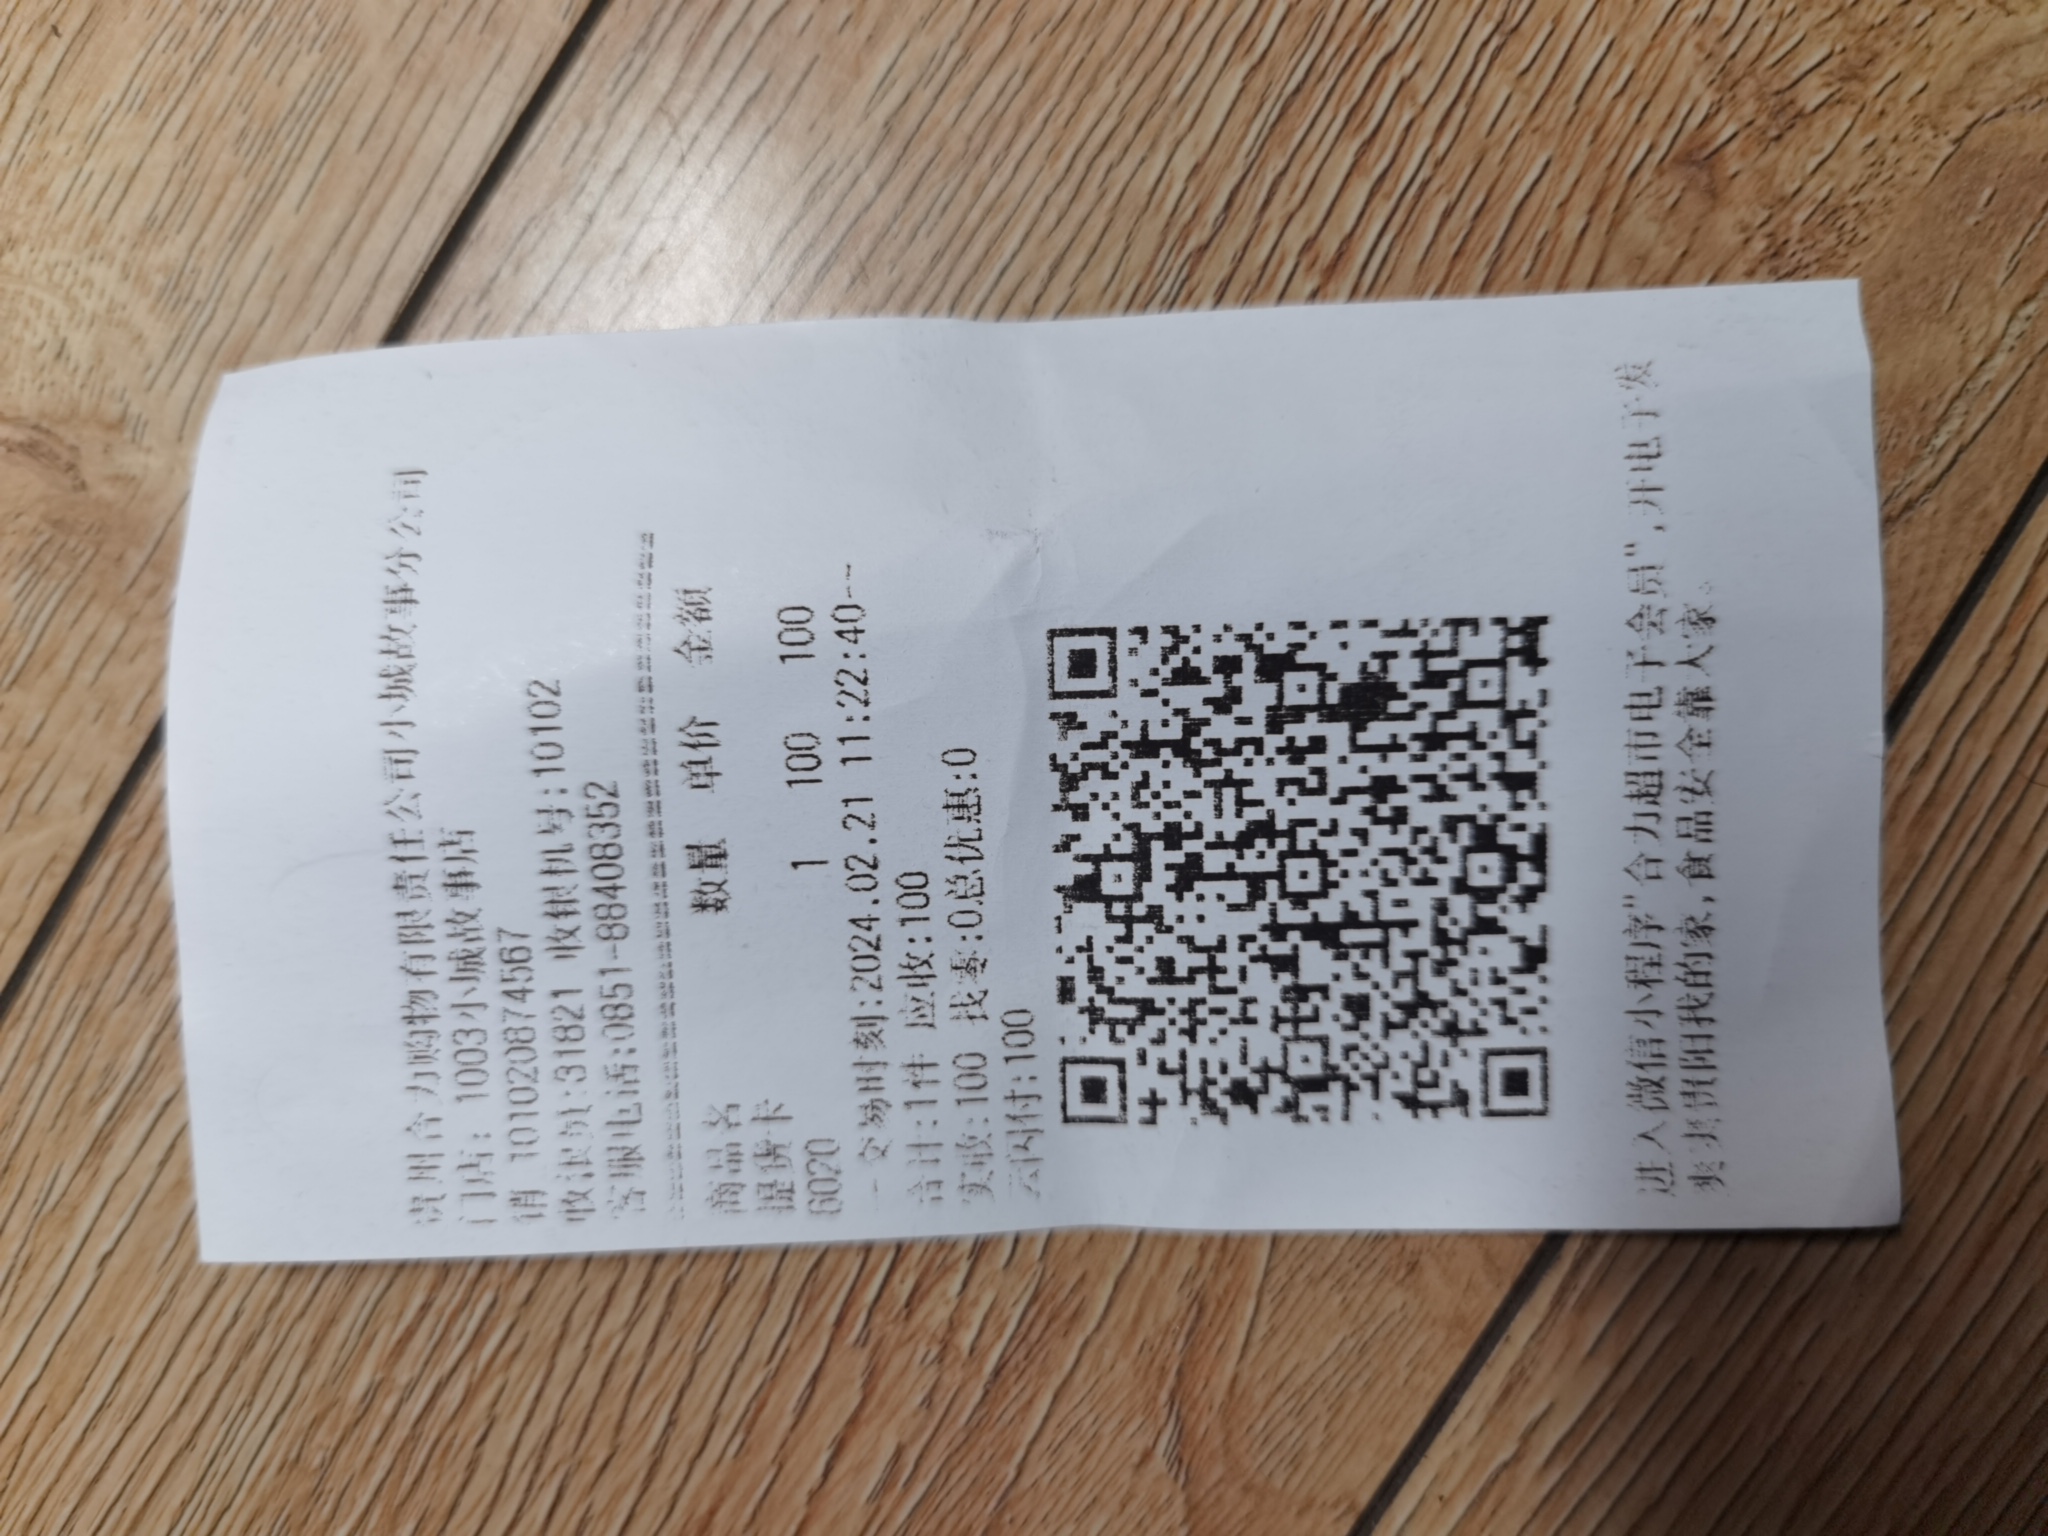 贵州合力购物有限责任公司小城故事分公司
门店: 1003小城故事店
销 1010208745​67
收银员:31821 收银机号:10102
客服电话:0851-88408352
商品名 数量 单价 金额
提货卡
6020 1 100 100
--交易时刻:2024.02.21 11:22:40--
合计:1件 应收:100
实收:100 找零:0总优惠:0
云闪付:100
进入微信小程序"合力超市电子会员",开电子发
爽爽贵阳我的家,食品安全靠大家。